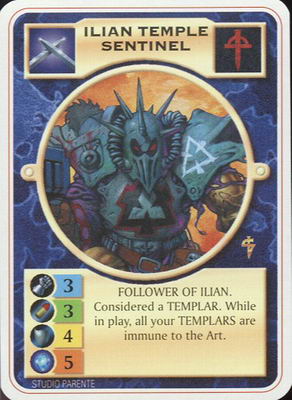 ILIAN TEMPLE
SENTINEL
3
3
4
5
FOLLOWER OF ILIAN.
Considered a TEMPLAR. While
in play, all your TEMPLARS are
immune to the Art.
STUDIO PARENTE